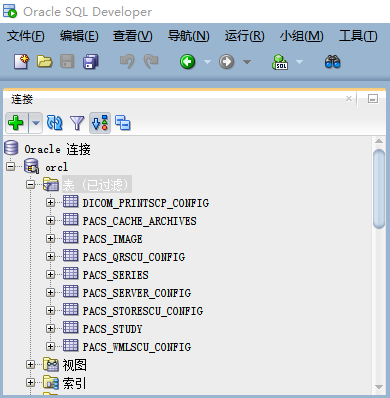 Oracle SQL Developer
文件(F) 编辑(E) 查看(V) 导航(N) 运行(R) 小组(M) 工具(T)
SQL
连接
Oracle 连接
orcl
表 (已过滤)
DICOM_PRINTSCP_CONFIG
PACS_CACHE_ARCHIVES
PACS_IMAGE
PACS_QRSCU_CONFIG
PACS_SERIES
PACS_SERVER_CONFIG
PACS_STORESCU_CONFIG
PACS_STUDY
PACS_WMLSCU_CONFIG
视图
索引